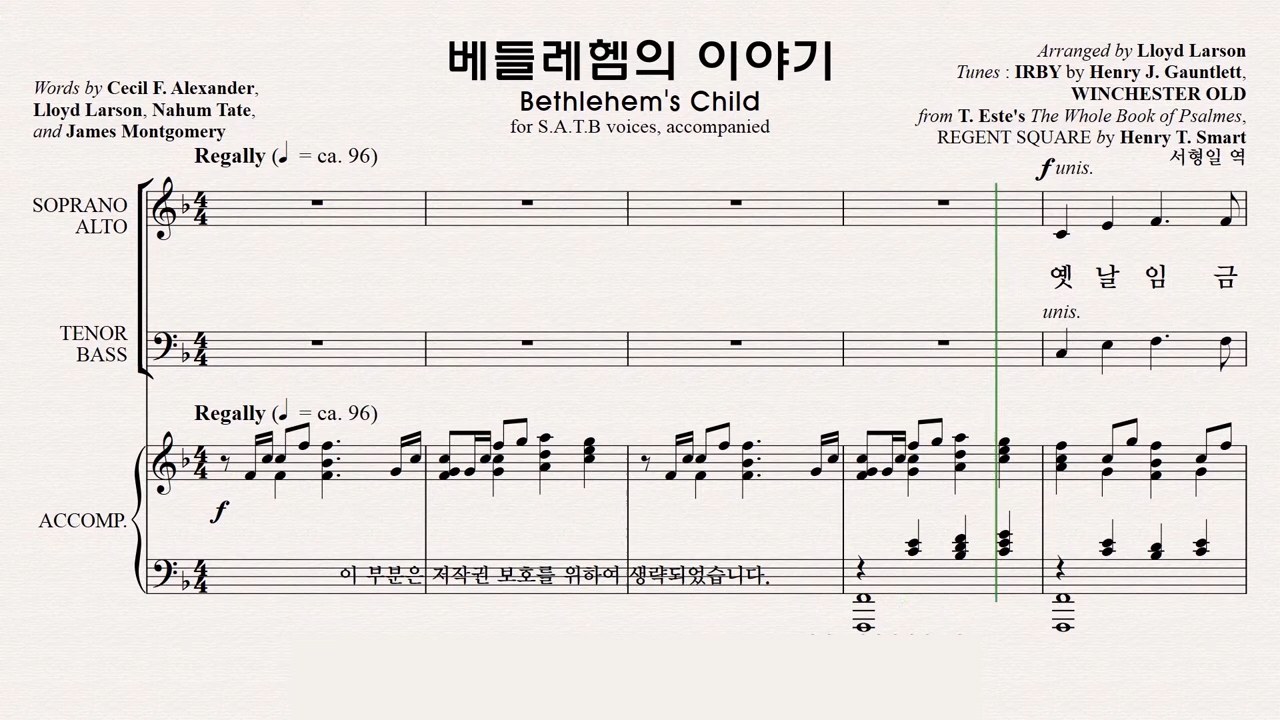 베들레헴의 이야기
Bethlehem's Child
for S.A.T.B voices, accompanied
Words by Cecil F. Alexander,
Lloyd Larson, Nahum Tate,
and James Montgomery
Arranged by Lloyd Larson
Tunes : IRBY by Henry J. Gauntlett,
WINCHESTER OLD
from T. Este's The Whole Book of Psalmes,
REGENT SQUARE by Henry T. Smart
서형일 역
Regally (♩ = ca. 96)
f unis.
SOPRANO
ALTO
옛 날 임 금
unis.
TENOR
BASS
Regally (♩ = ca. 96)
f
ACCOMP.
이 부분은 저작권 보호를 위하여 생략되었습니다.